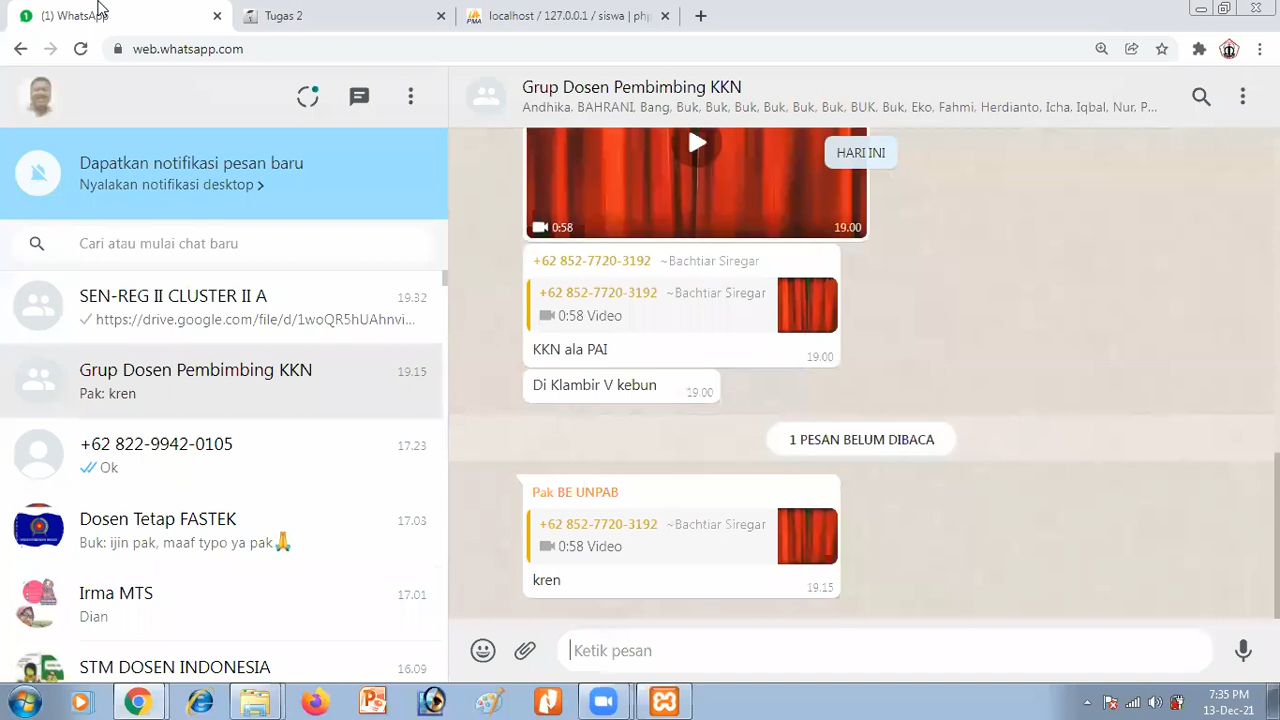 (1) WhatsApp
Tugas 2
localhost / 127.0.0.1 / siswa | ph
web.whatsapp.com
Dapatkan notifikasi pesan baru
Nyalakan notifikasi desktop >
Cari atau mulai chat baru
SEN-REG II CLUSTER II A 19.32
https://drive.google.com/file/d/1woQR5hUAhnvi...
Grup Dosen Pembimbing KKN 19.15
Pak: kren
+62 822-9942-0105 17.23
Ok
Dosen Tetap FASTEK 17.03
Buk: ijin pak, maaf typo ya pak🙏
Irma MTS 17.01
Dian
STM DOSEN INDONESIA 16.09
Grup Dosen Pembimbing KKN
Andhika, BAHRANI, Bang, Buk, Buk, Buk, Buk, Buk, Buk, BUK. Buk, Eko, Fahmi, Herdianto, Icha, Iqbal, Nur. P...
HARI INI
0:58 19.00
+62 852-7720-3192 ~Bachtiar Siregar
+62 852-7720-3192 ~Bachtiar Siregar
0:58 Video
KKN ala PAI 19.00
Di Klambir V kebun 19.00
1 PESAN BELUM DIBACA
Pak BE UNPAB
+62 852-7720-3192 ~Bachtiar Siregar
0:58 Video
kren 19.15
Ketik pesan
7:35 PM
13-Dec-21